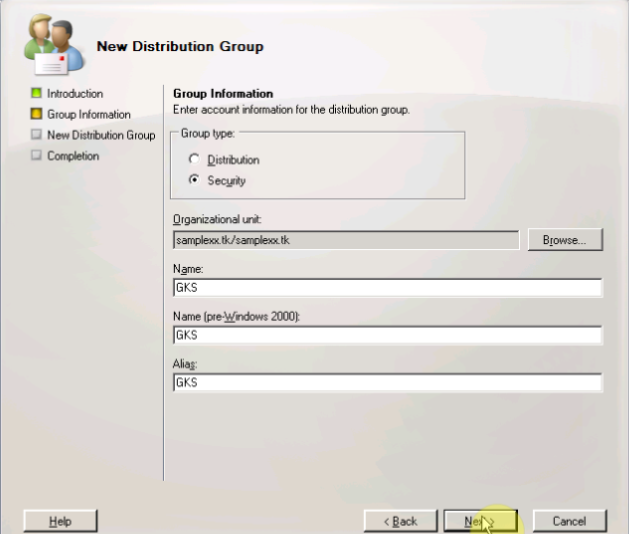 New Distribution Group
Introduction
Group Information
New Distribution Group
Completion
Group Information
Enter account information for the distribution group.
Group type:
Distribution
Security
Organizational unit:
samplexx.tk/samplexx.tk
Browse...
Name:
GKS
Name (pre-Windows 2000):
GKS
Alias:
GKS
Help
< Back
Next >
Cancel